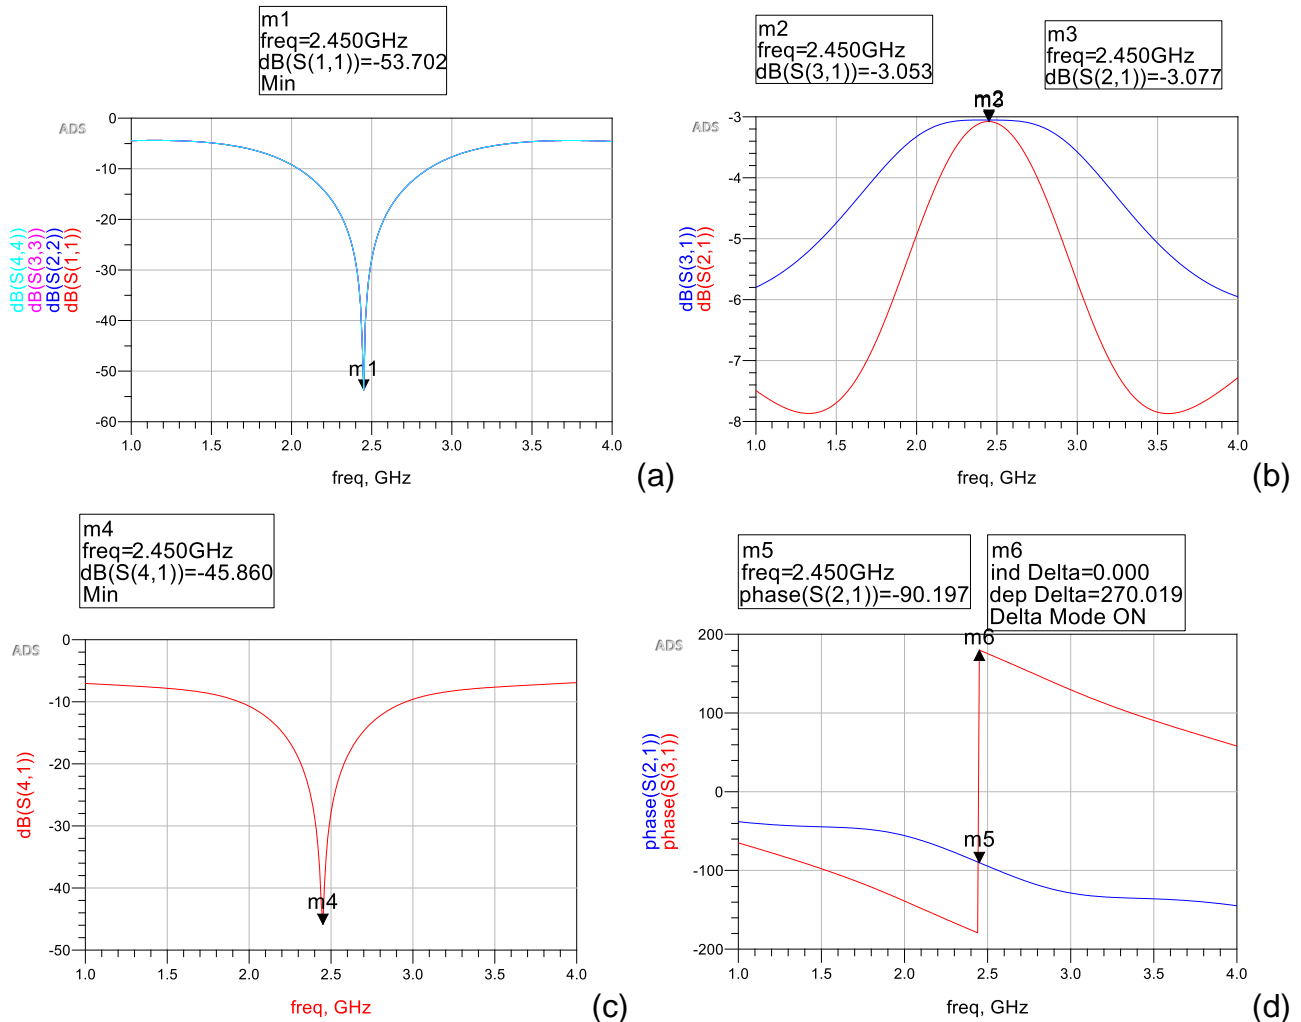 m1
freq=2.450GHz
dB(S(1,1))=-53.702
Min
ADS
0
-10
-20
-30
-40
-50
-60
1.0 1.5 2.0 2.5 3.0 3.5 4.0
freq, GHz
dB(S(4,4))
dB(S(3,3))
dB(S(2,2))
dB(S(1,1))
m1
(a)
m2
freq=2.450GHz
dB(S(3,1))=-3.053
m3
freq=2.450GHz
dB(S(2,1))=-3.077
ADS
-3
-4
-5
-6
-7
-8
1.0 1.5 2.0 2.5 3.0 3.5 4.0
freq, GHz
dB(S(3,1))
dB(S(2,1))
(b)
m4
freq=2.450GHz
dB(S(4,1))=-45.860
Min
ADS
0
-10
-20
-30
-40
-50
1.0 1.5 2.0 2.5 3.0 3.5 4.0
freq, GHz
dB(S(4,1))
m4
(c)
m5
freq=2.450GHz
phase(S(2,1))=-90.197
m6
ind Delta=0.000
dep Delta=270.019
Delta Mode ON
ADS
200
100
0
-100
-200
1.0 1.5 2.0 2.5 3.0 3.5 4.0
freq, GHz
phase(S(2,1))
phase(S(3,1))
m6
m5
(d)